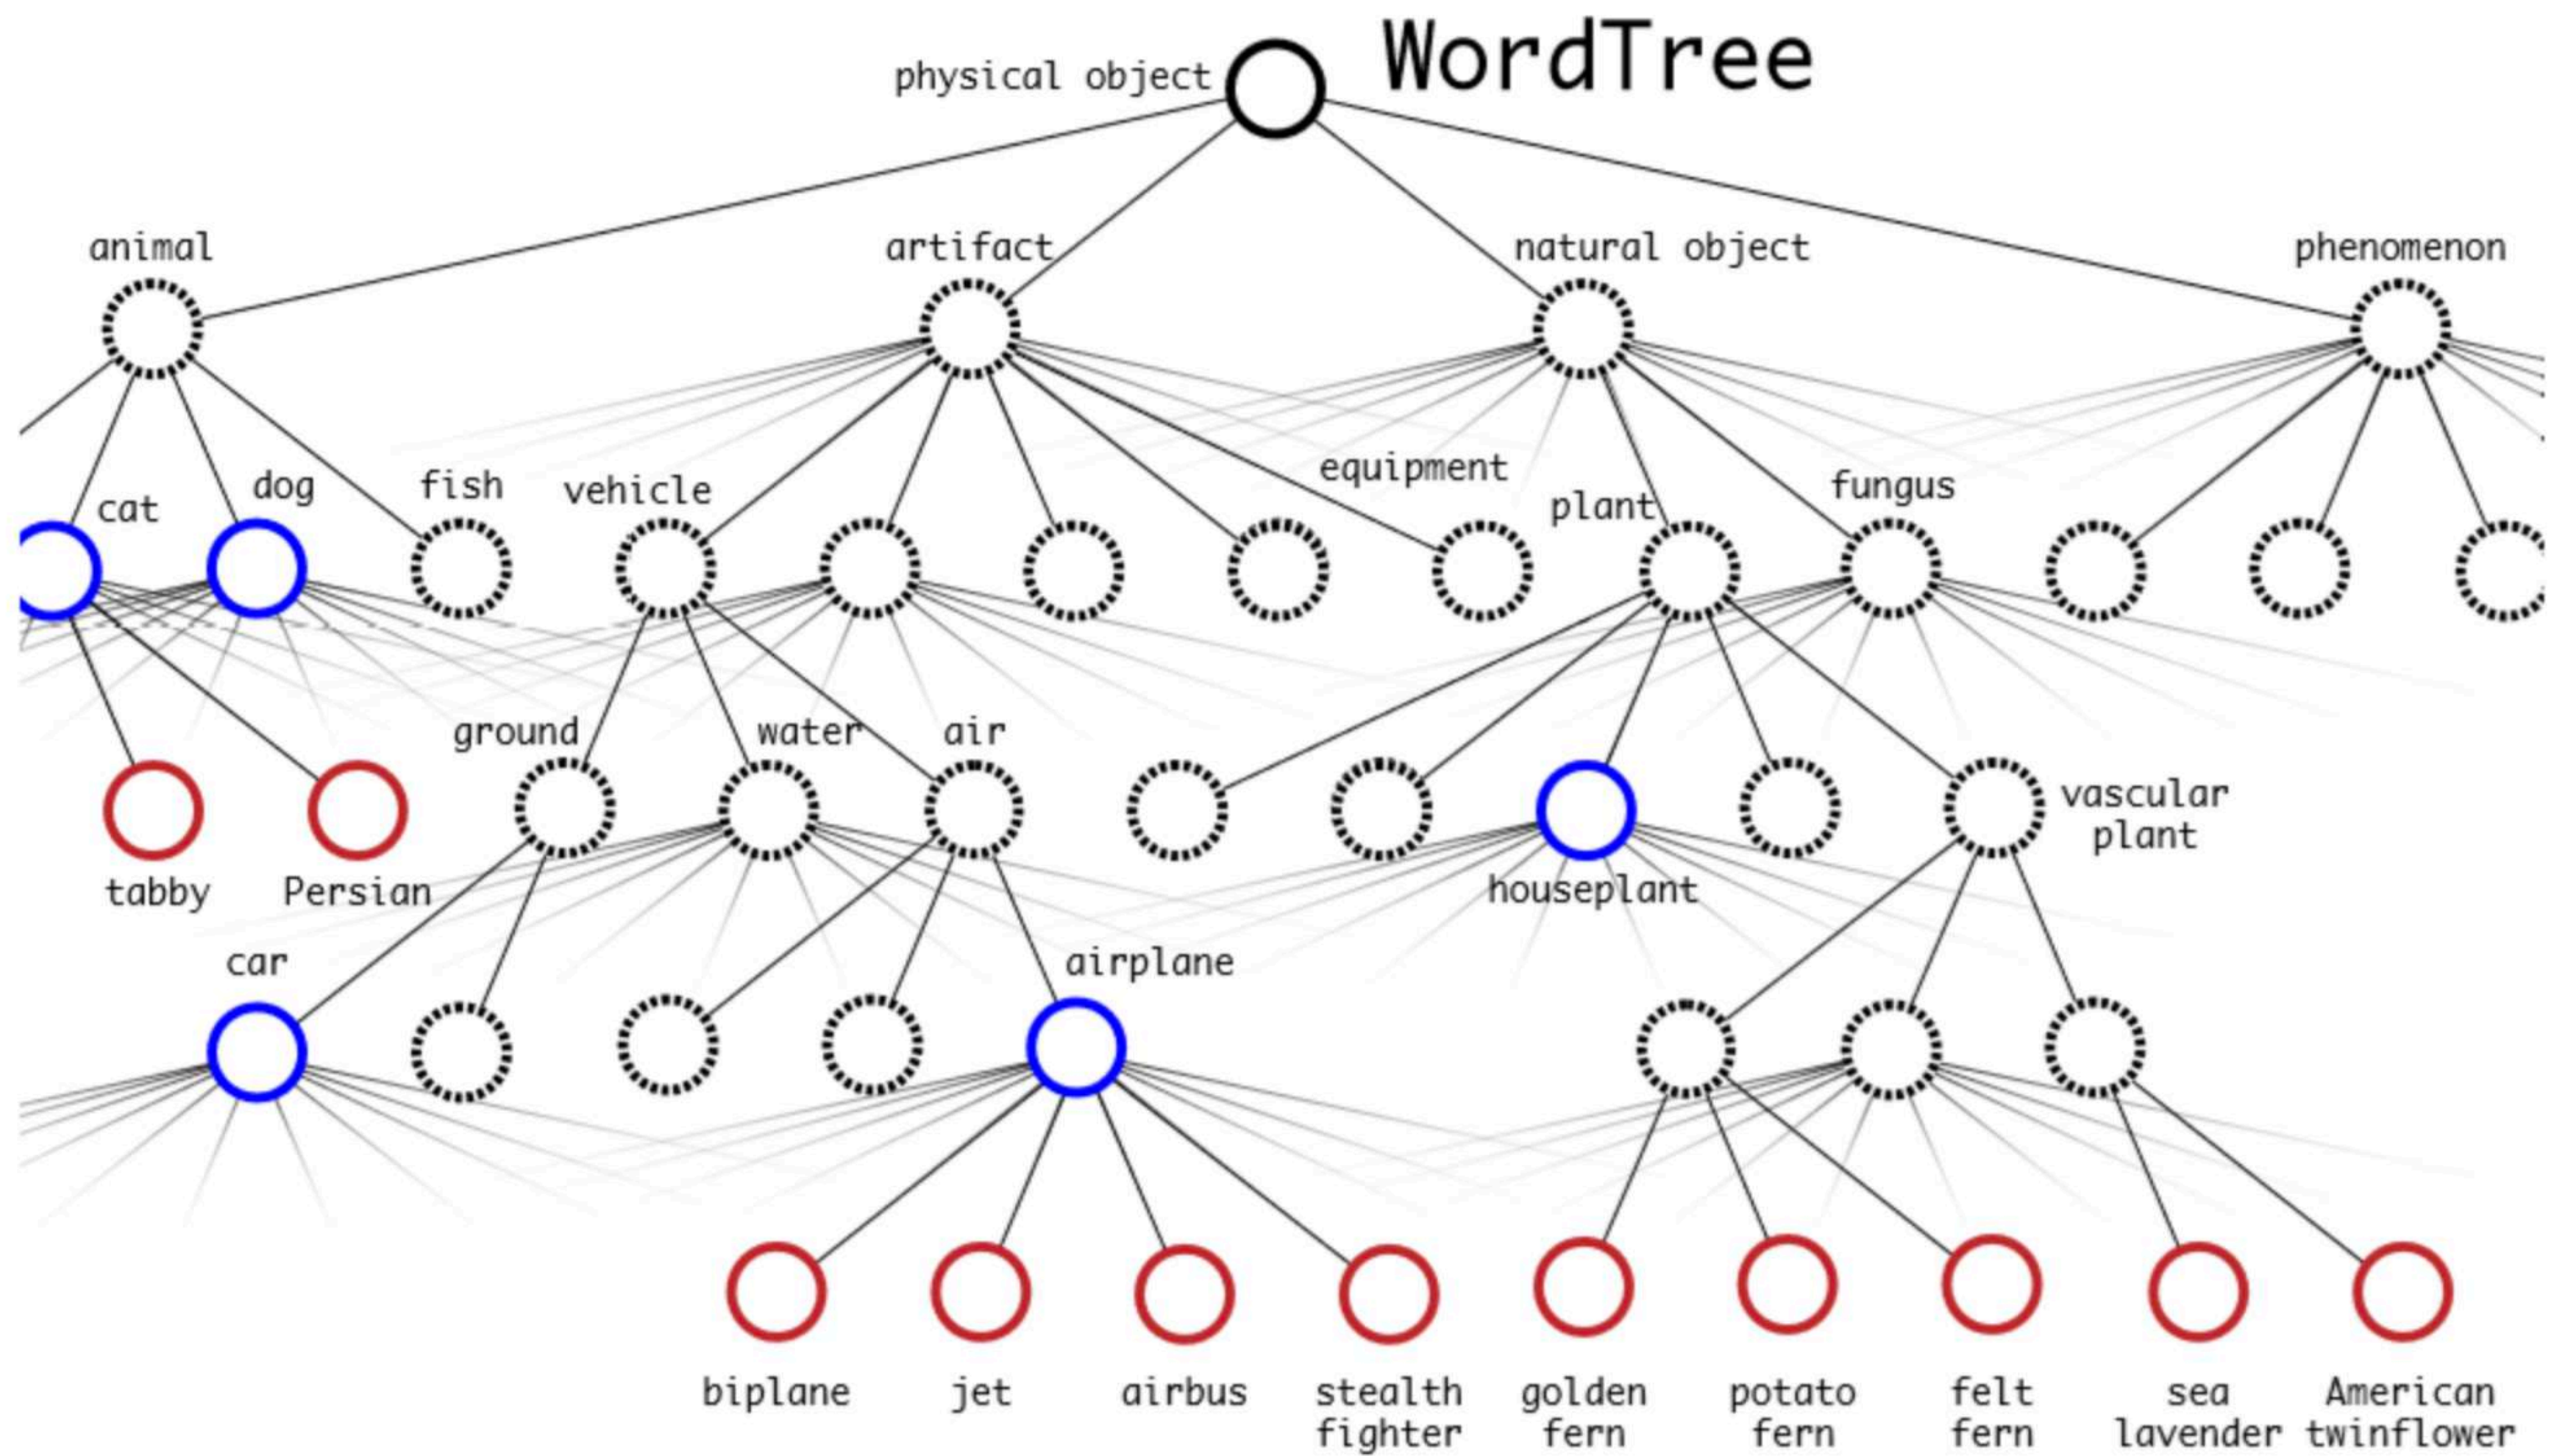 WordTree
physical object
animal
artifact
natural object
phenomenon
cat
dog
fish
vehicle
equipment
plant
fungus
ground
water
air
vascular
plant
tabby
Persian
houseplant
car
airplane
biplane
jet
airbus
stealth
fighter
golden
fern
potato
fern
felt
fern
sea
lavender
American
twinflower